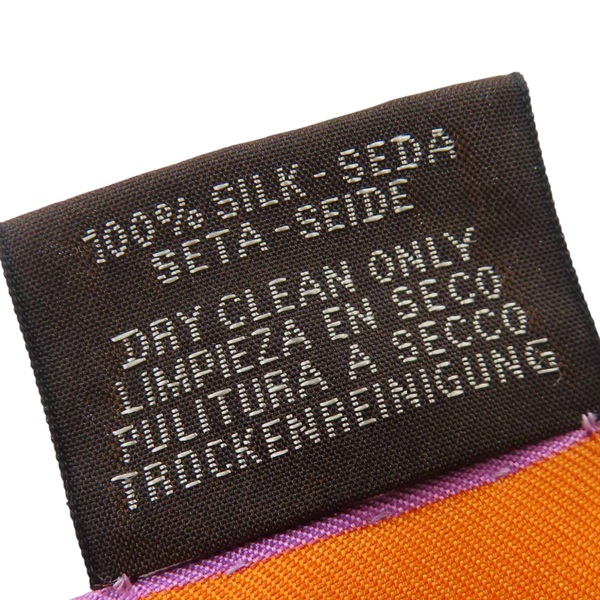 100% SILK - SEDA
SETA - SEIDE
DRY CLEAN ONLY
LIMPIEZA EN SECO
PULITURA A SECCO
TROCKENREINIGUNG